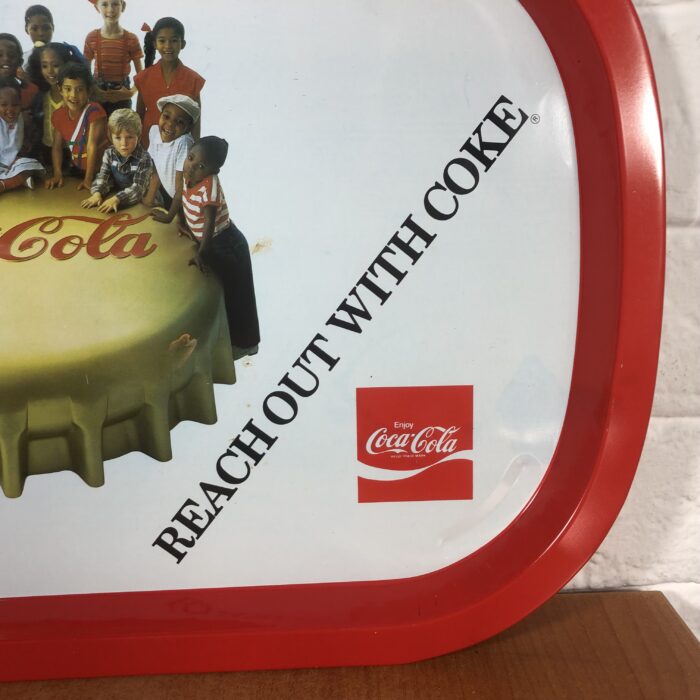 Cola
REACH OUT WITH COKE®
Enjoy
Coca-Cola